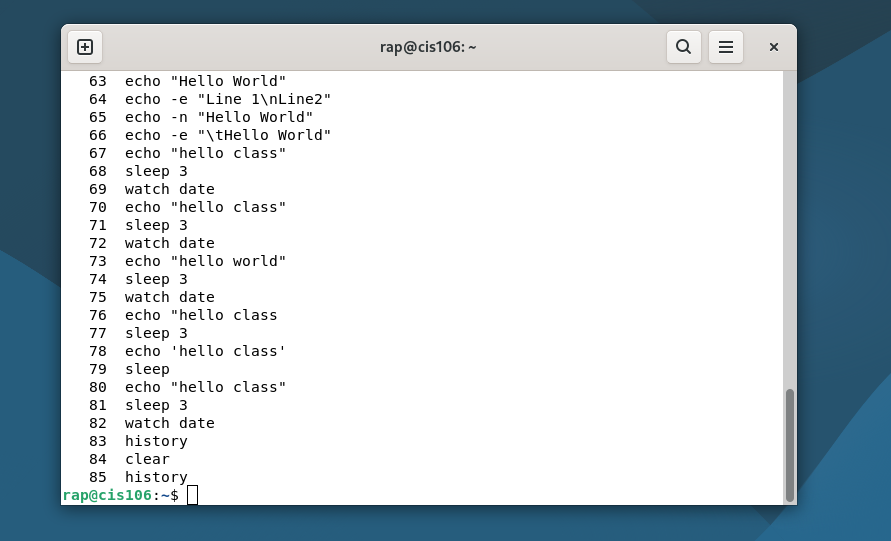 rap@cis106: ~
63 echo "Hello World"
64 echo -e "Line 1\nLine2"
65 echo -n "Hello World"
66 echo -e "\tHello World"
67 echo "hello class"
68 sleep 3
69 watch date
70 echo "hello class"
71 sleep 3
72 watch date
73 echo "hello world"
74 sleep 3
75 watch date
76 echo "hello class
77 sleep 3
78 echo 'hello class'
79 sleep
80 echo "hello class"
81 sleep 3
82 watch date
83 history
84 clear
85 history
rap@cis106:~$